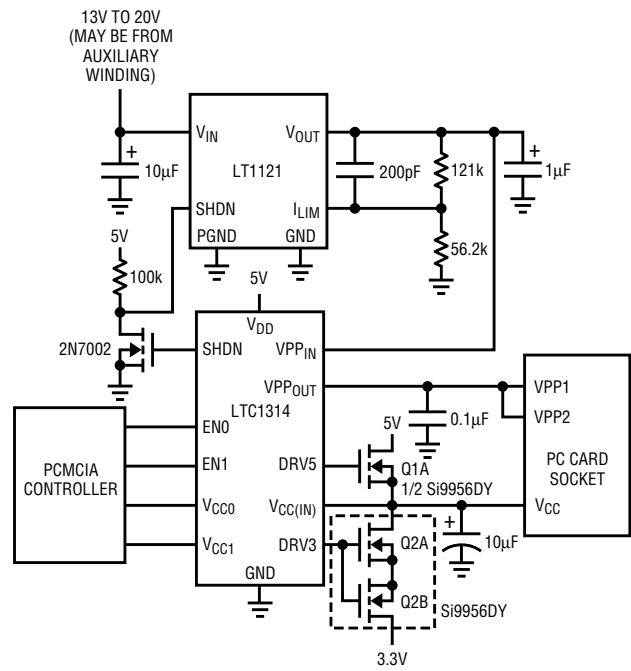 13V TO 20V
(MAY BE FROM
AUXILIARY
WINDING)
+
10µF
VIN
VOUT
LT1121
SHDN
ILIM
PGND
GND
200pF
121k
+
1µF
56.2k
5V
100k
2N7002
5V
VDD
SHDN
VPPIN
LTC1314
VPPOUT
EN0
EN1
DRV5
VCC0
VCC(IN)
VCC1
DRV3
GND
PCMCIA
CONTROLLER
0.1µF
5V
Q1A
1/2 Si9956DY
VPP1
VPP2
PC CARD
SOCKET
VCC
+
10µF
Q2A
Q2B
Si9956DY
3.3V